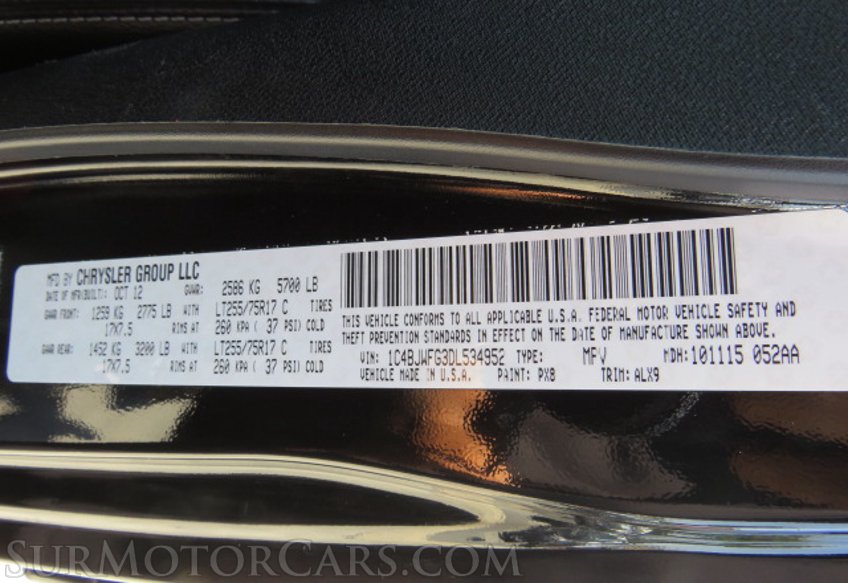 MFD BY CHRYSLER GROUP LLC
DATE OF MFR(BUILT): OCT 12 GVWR: 2586 KG 5700 LB
GAWR FRONT: 1259 KG 2775 LB WITH LT255/75R17 C TIRES
17X7.5 RIMS AT 260 KPA ( 37 PSI) COLD
GAWR REAR: 1452 KG 3200 LB WITH LT255/75R17 C TIRES
17X7.5 RIMS AT 260 KPA ( 37 PSI) COLD
THIS VEHICLE CONFORMS TO ALL APPLICABLE U.S.A. FEDERAL MOTOR VEHICLE SAFETY AND
THEFT PREVENTION STANDARDS IN EFFECT ON THE DATE OF MANUFACTURE SHOWN ABOVE.
VIN: 1C4BJWFG3DL534952 TYPE: MPV MDH: 101115 052AA
VEHICLE MADE IN U.S.A. PAINT: PX8 TRIM: ALX9
SurMotorCars.com